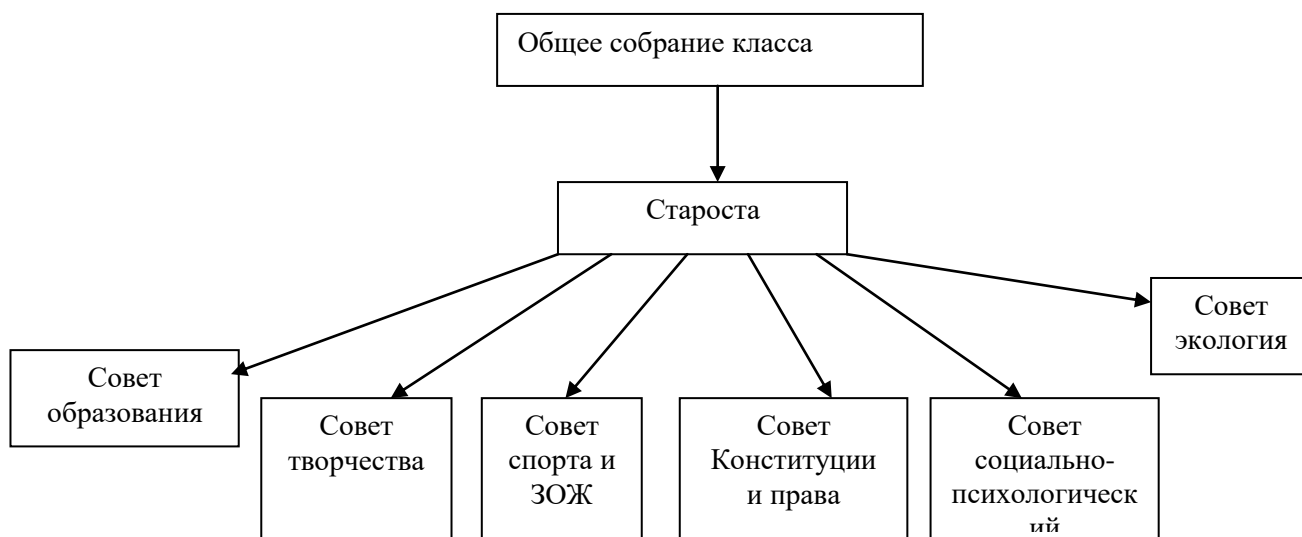 Общее собрание класса
Староста
Совет
экология
Совет
образования
Совет
творчества
Совет
спорта и
ЗОЖ
Совет
Конституции
и права
Совет
социально-
психологическ
ий